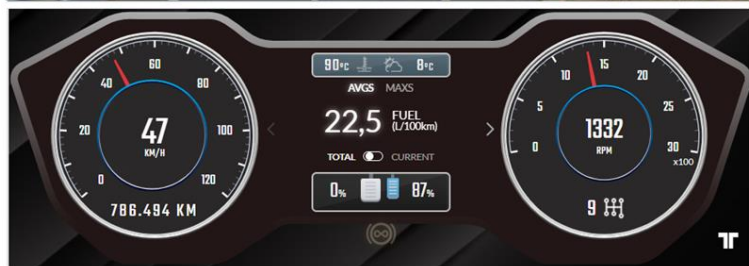 60
40
80
20
100
0
120
47
KM/H
786.494 KM
90°C
8°C
AVGS MAXS
22,5 FUEL
(L/100km)
TOTAL CURRENT
0% 87%
15
10
20
5
25
0
30
x100
1332
RPM
9